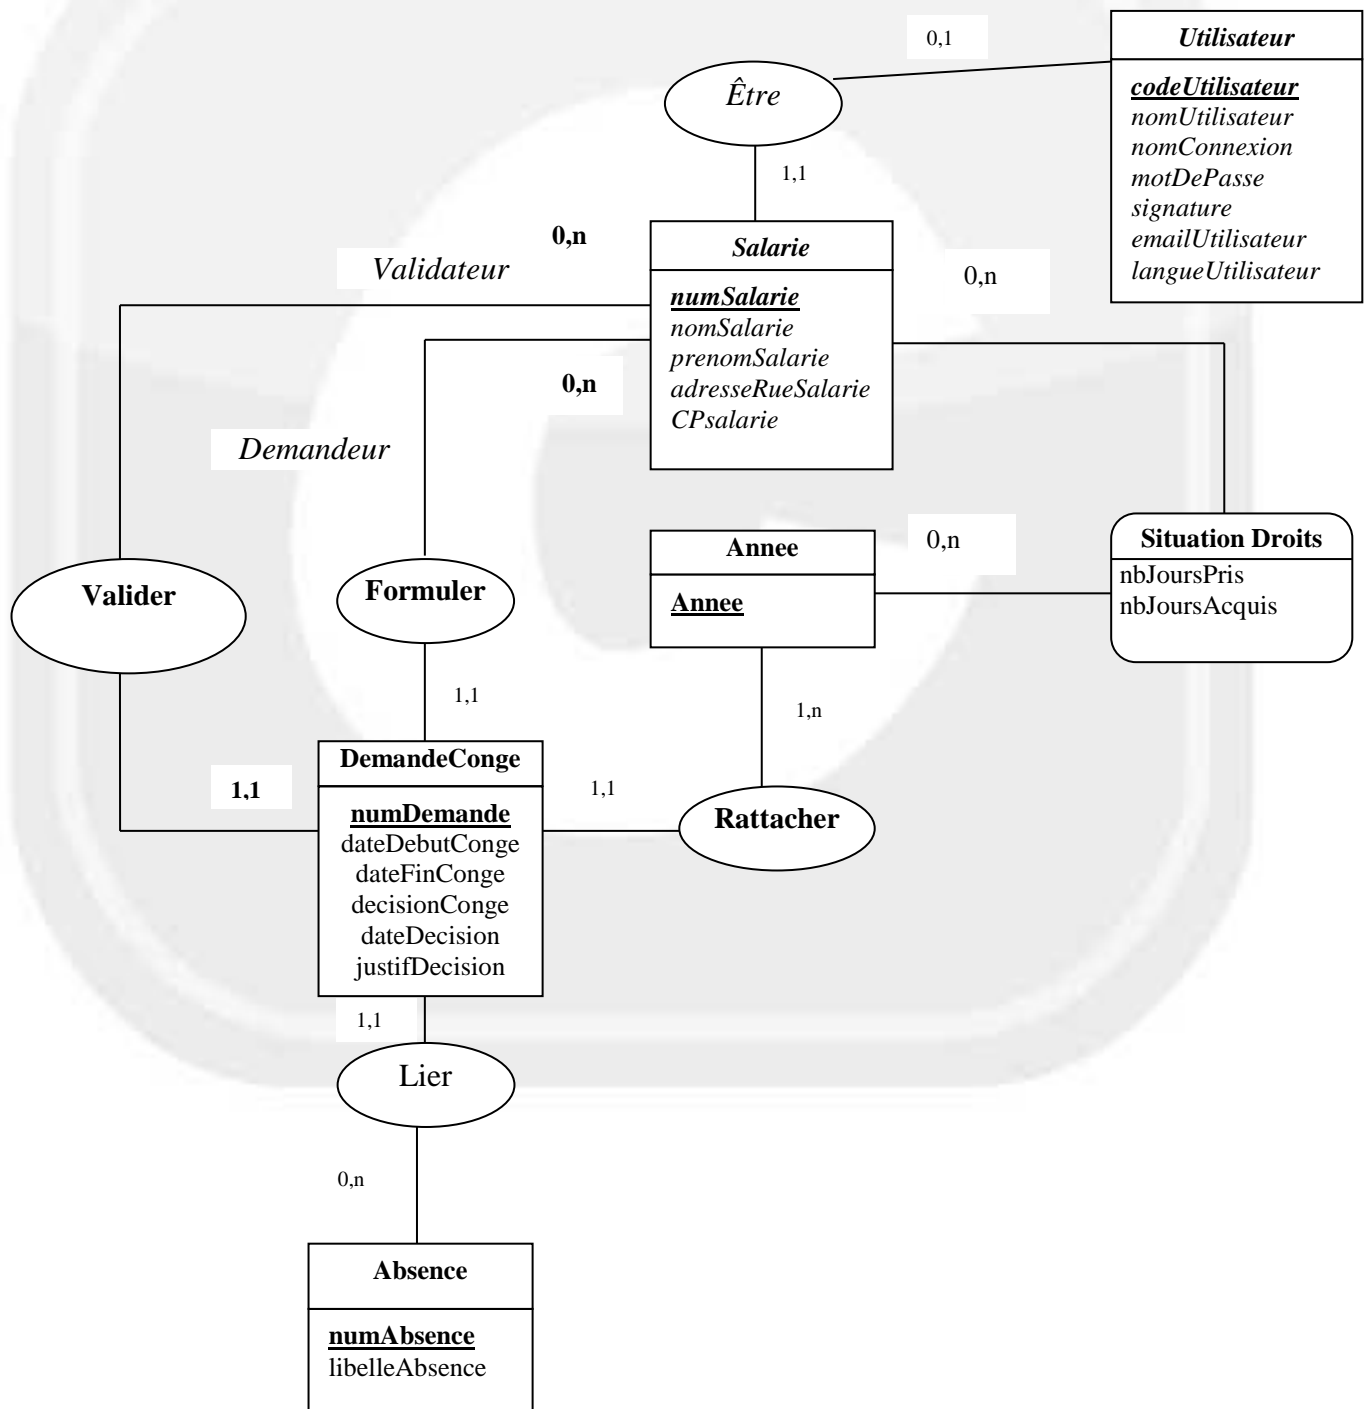 0,1
Utilisateur
codeUtilisateur
nomUtilisateur
nomConnexion
motDePasse
signature
emailUtilisateur
langueUtilisateur
Être
1,1
0,n
Validateur
Salarie
numSalarie
nomSalarie
prenomSalarie
adresseRueSalarie
CPsalarie
0,n
0,n
Demandeur
Valider
Formuler
Annee
Annee
0,n
Situation Droits
nbJoursPris
nbJoursAcquis
1,1
1,n
1,1
DemandeConge
numDemande
dateDebutConge
dateFinConge
decisionConge
dateDecision
justifDecision
1,1
Rattacher
1,1
Lier
0,n
Absence
numAbsence
libelleAbsence